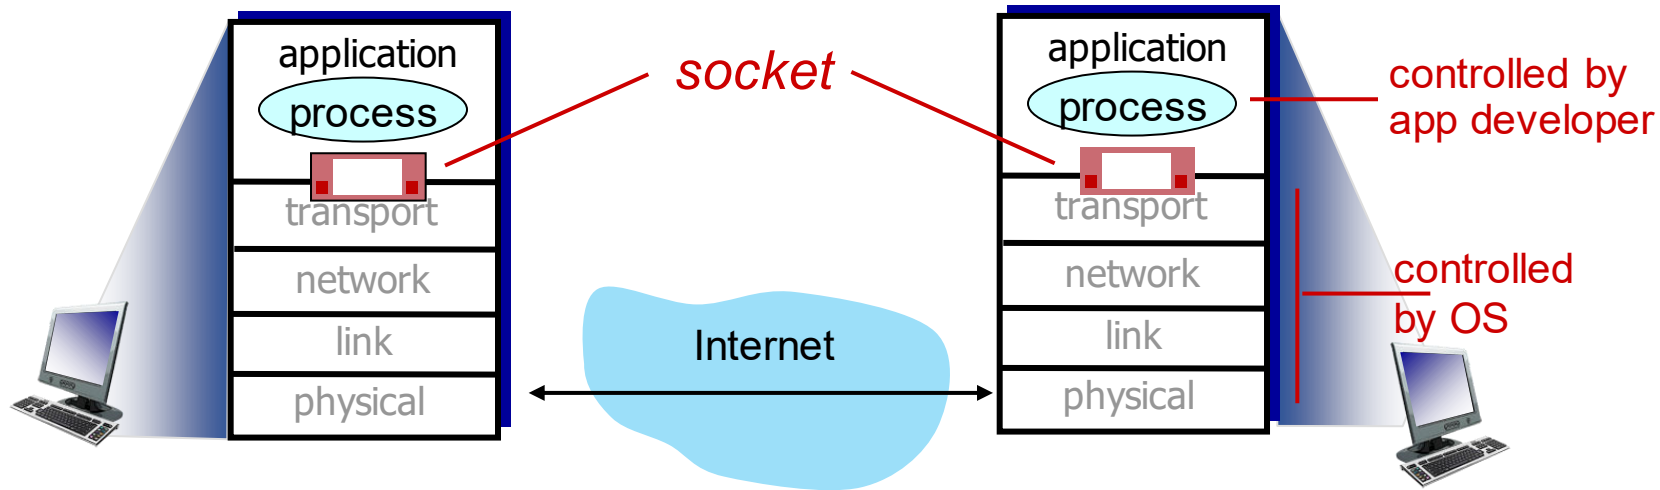 application
process
transport
network
link
physical
socket
Internet
application
process
transport
network
link
physical
controlled by
app developer
controlled
by OS